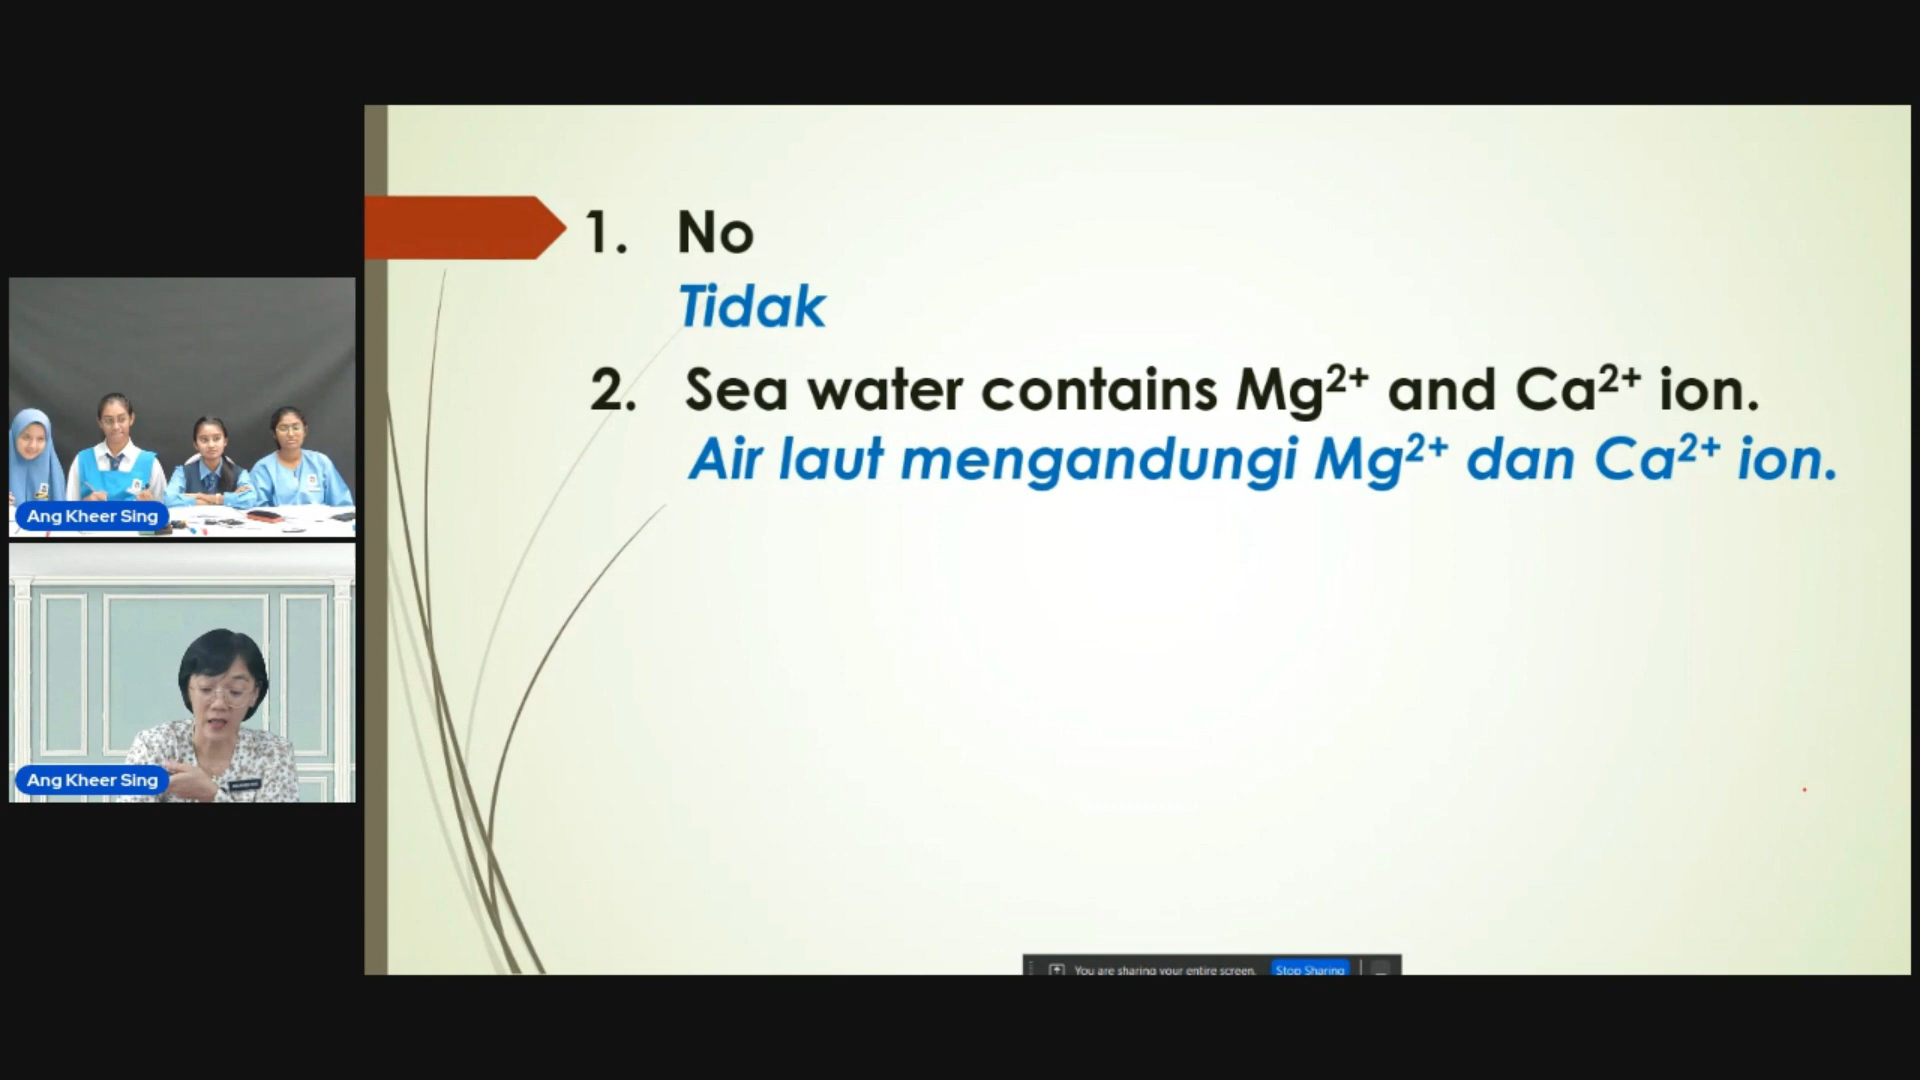 1. No
Tidak
2. Sea water contains Mg²⁺ and Ca²⁺ ion.
Air laut mengandungi Mg²⁺ dan Ca²⁺ ion.
Ang Kheer Sing
Ang Kheer Sing
You are sharing your entire screen. Stop Sharing